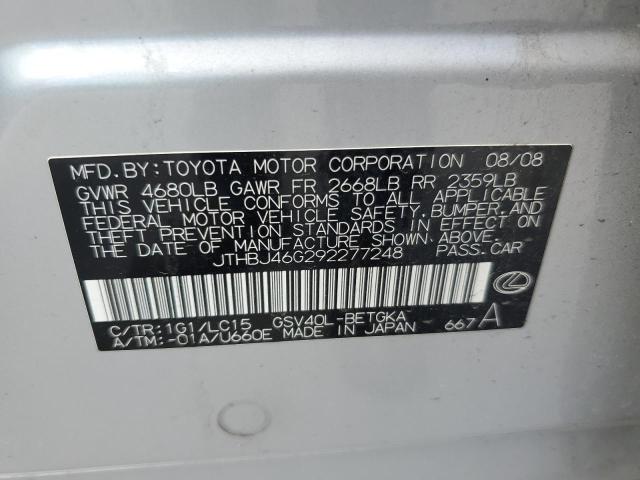 MFD.BY:TOYOTA MOTOR CORPORATION 08/08
GVWR 4680LB GAWR FR 2668LB RR 2359LB
THIS VEHICLE CONFORMS TO ALL APPLICABLE
FEDERAL MOTOR VEHICLE SAFETY,BUMPER,AND
THEFT PREVENTION STANDARDS IN EFFECT ON
THE DATE OF MANUFACTURE SHOWN ABOVE.
JTHBJ46G292277248 PASS.CAR
C/TR:1G1/LC15 GSV40L-BETGKA
A/TM:-01A/U660E MADE IN JAPAN 667A